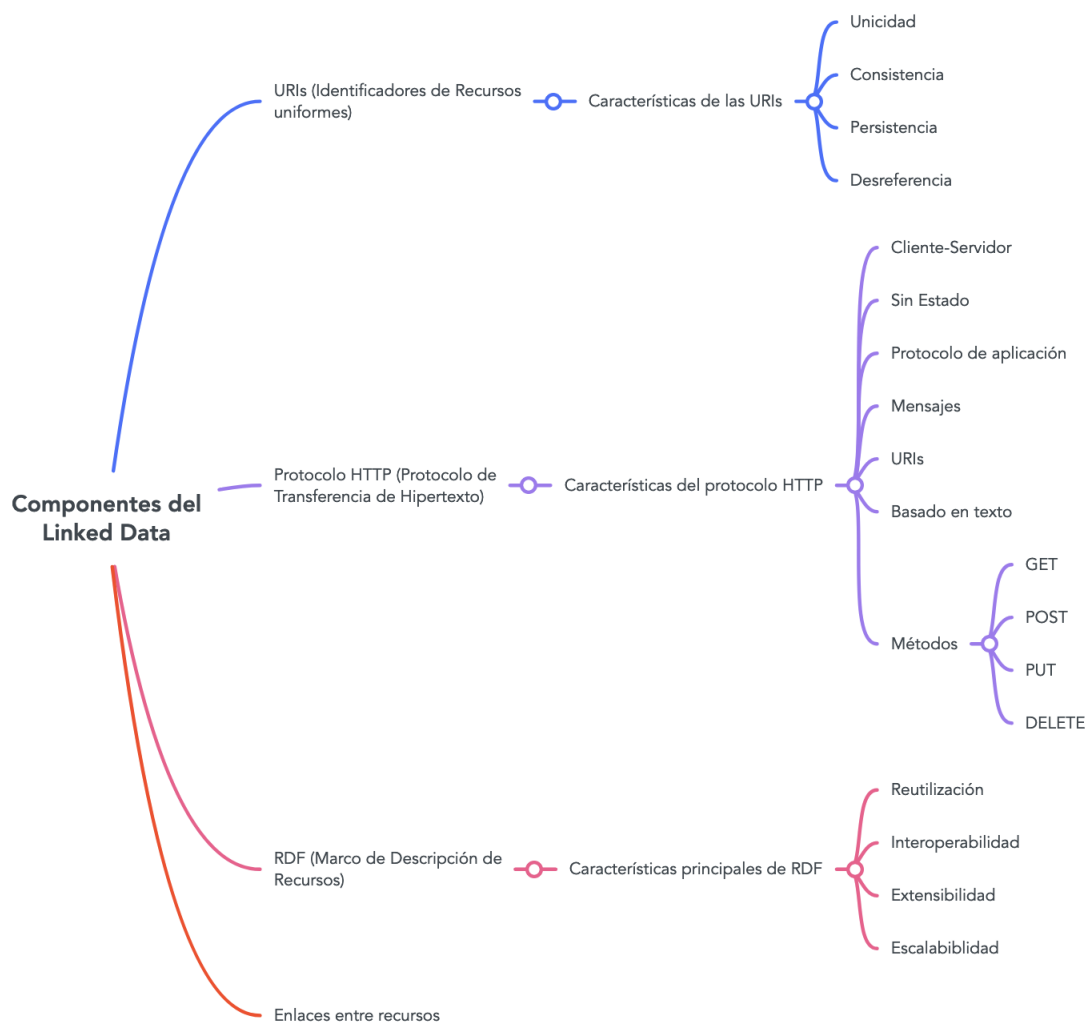 Componentes del
Linked Data
URIs (Identificadores de Recursos
uniformes)
Características de las URIs
Unicidad
Consistencia
Persistencia
Desreferencia
Protocolo HTTP (Protocolo de
Transferencia de Hipertexto)
Características del protocolo HTTP
Cliente-Servidor
Sin Estado
Protocolo de aplicación
Mensajes
URIs
Basado en texto
Métodos
GET
POST
PUT
DELETE
RDF (Marco de Descripción de
Recursos)
Características principales de RDF
Reutilización
Interoperabilidad
Extensibilidad
Escalabiblidad
Enlaces entre recursos